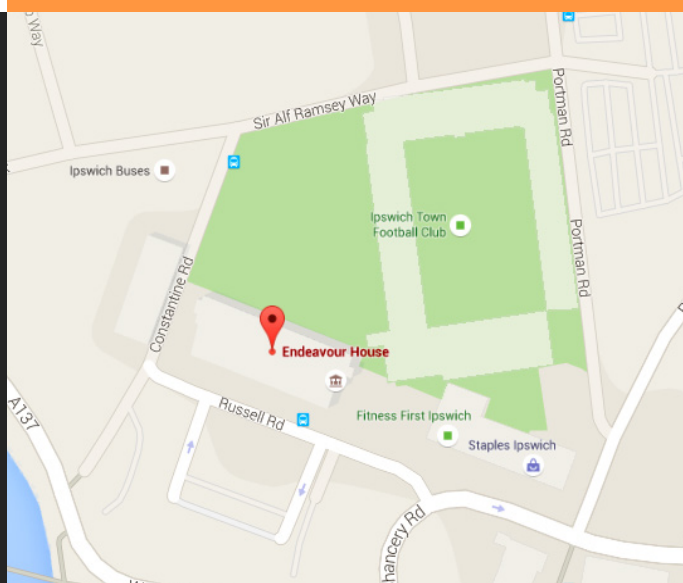 o Way
Portman Rd
Sir Alf Ramsey Way
Ipswich Buses
Ipswich Town
Football Club
Portman Rd
Constantine Rd
Endeavour House
A137
Russell Rd
Fitness First Ipswich
Staples Ipswich
hancery Rd